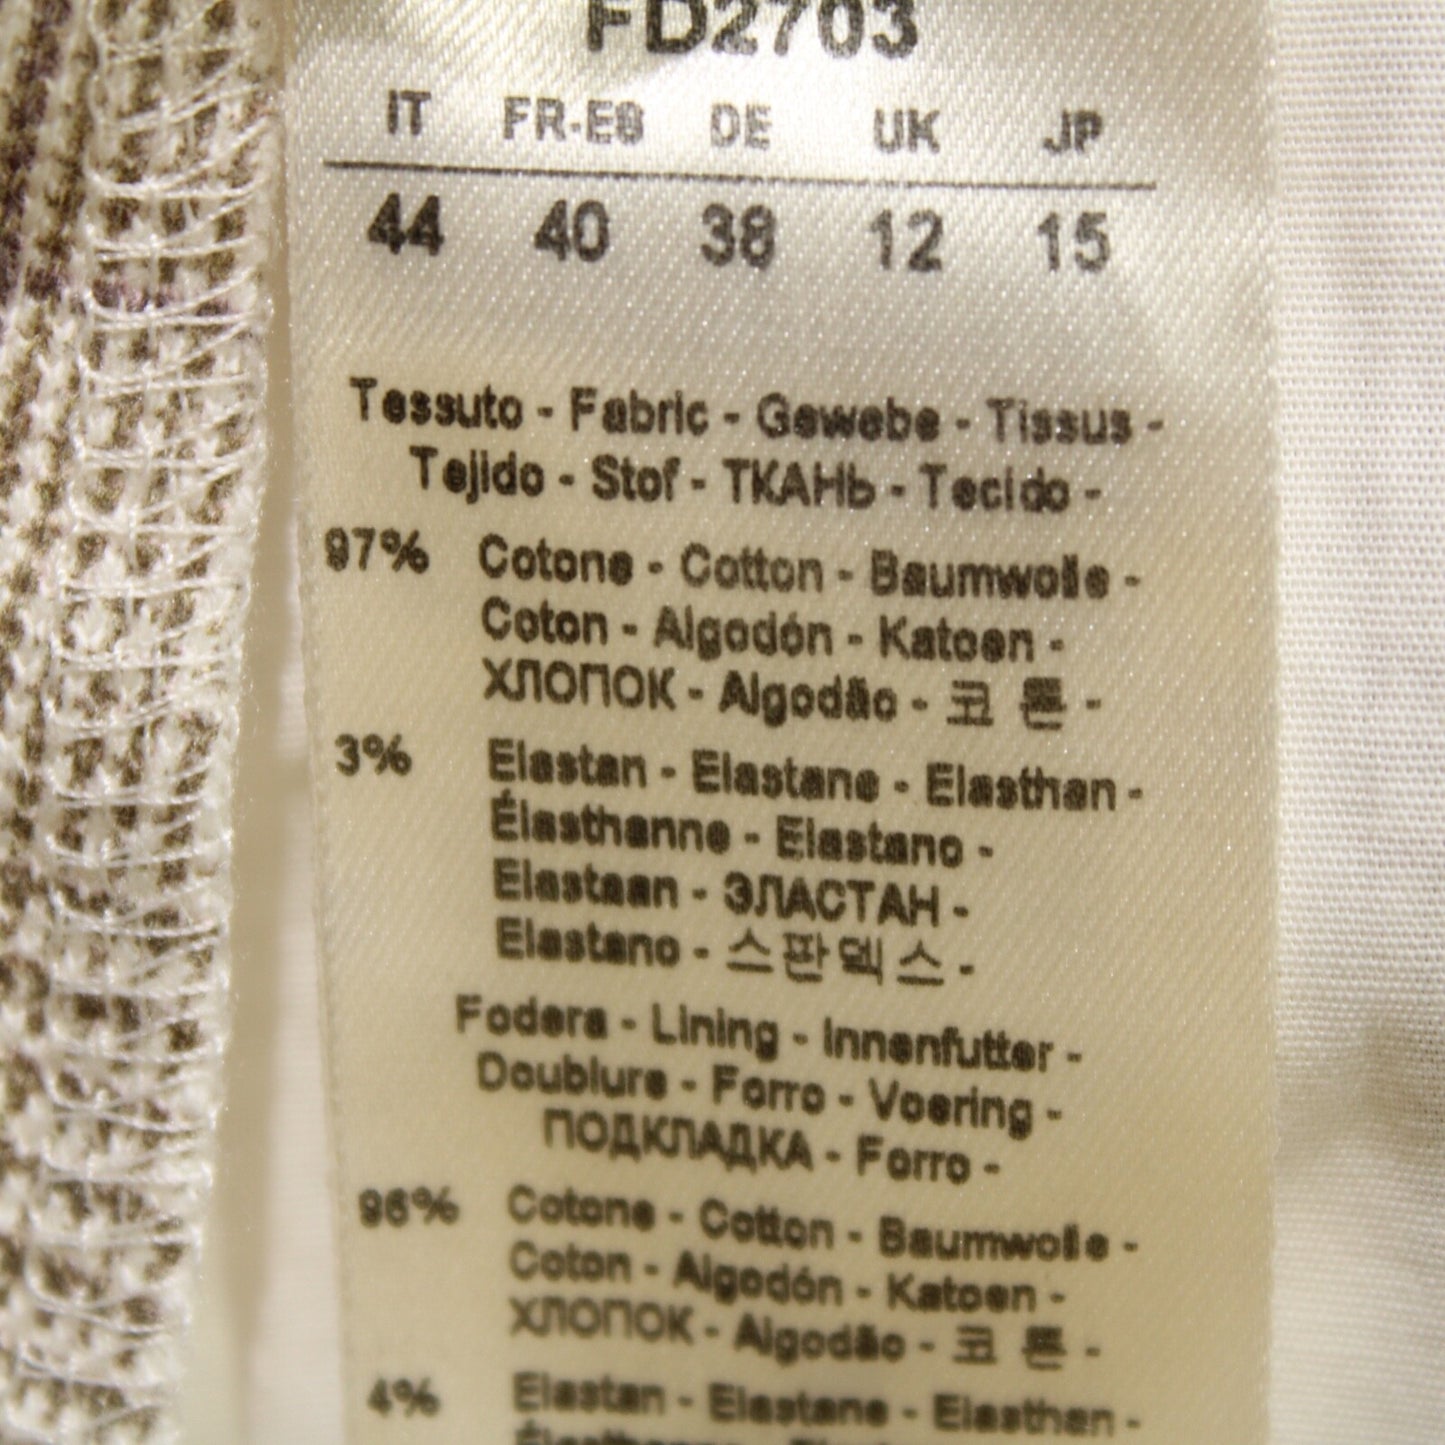 FD2703
IT FR-ES DE UK JP
44 40 38 12 15
Tessuto - Fabric - Gewebe - Tissus -
Tejido - Stof - ТКАНЬ - Tecido -
97% Cotone - Cotton - Baumwolle -
Coton - Algodón - Katoen -
ХЛОПОК - Algodão - 코 튼 -
3% Elastan - Elastane - Elasthan -
Élasthanne - Elastano -
Elastaan - ЭЛАСТАН -
Elastano - 스판덱스 -
Fodera - Lining - Innenfutter -
Doublure - Forro - Voering -
ПОДКЛАДКА - Forro -
96% Cotone - Cotton - Baumwolle -
Coton - Algodón - Katoen -
ХЛОПОК - Algodão - 코 튼 -
4% Elastan - Elastane - Elasthan -
Élasthanne - Elastano -